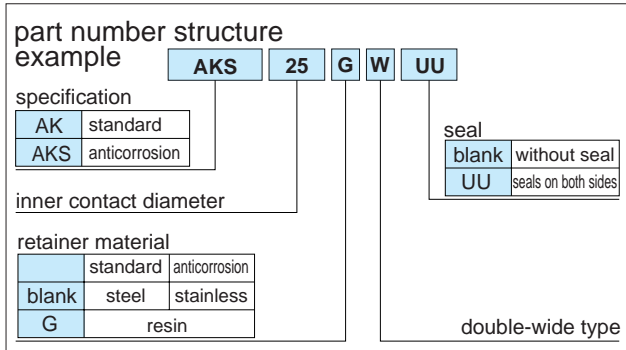 part number structure
example
AKS 25 G W UU
specification
AK standard
AKS anticorrosion
seal
blank without seal
UU seals on both sides
inner contact diameter
retainer material
standard anticorrosion
blank steel stainless
G resin
double-wide type